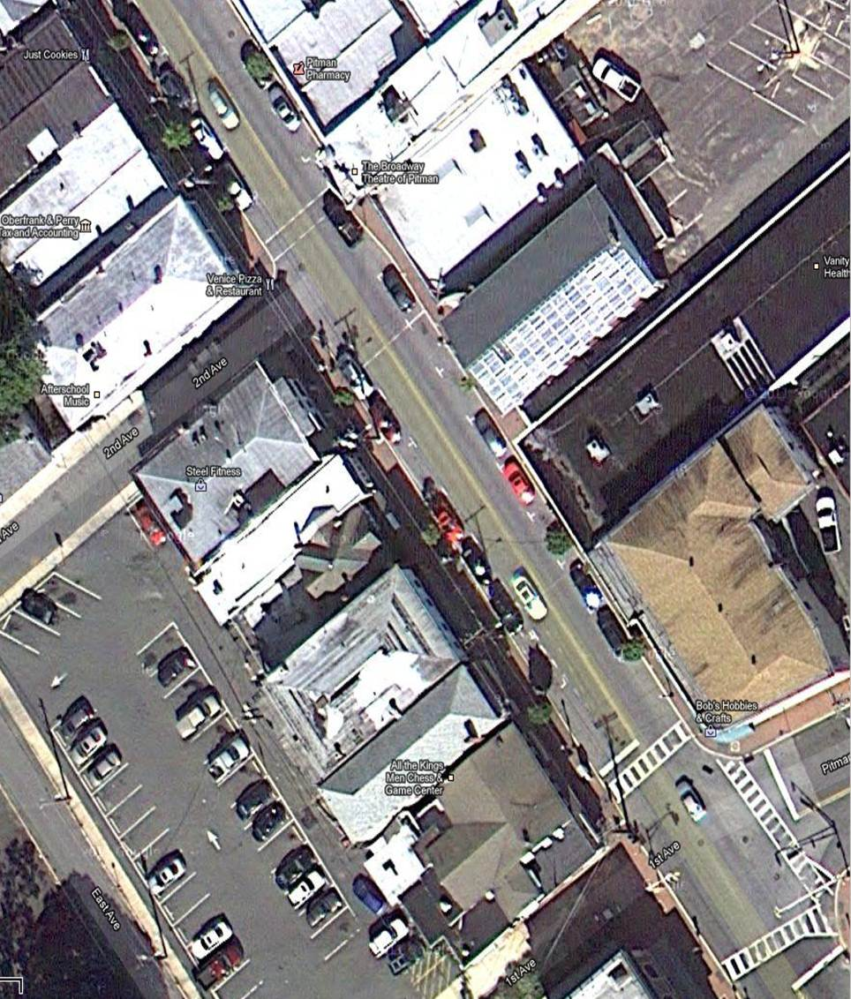 Just Cookies
Pitman
Pharmacy
The Broadway
Theatre of Pitman
Oberfrank & Perry
Tax and Accounting
Vanity
Health
Venice Pizza
& Restaurant
2nd Ave
Afterschool
Music
2nd Ave
Steel Fitness
Ave
Bob's Hobbies
& Crafts
All the Kings
Men Chess &
Game Center
Pitman
1st Ave
East Ave
1st Ave